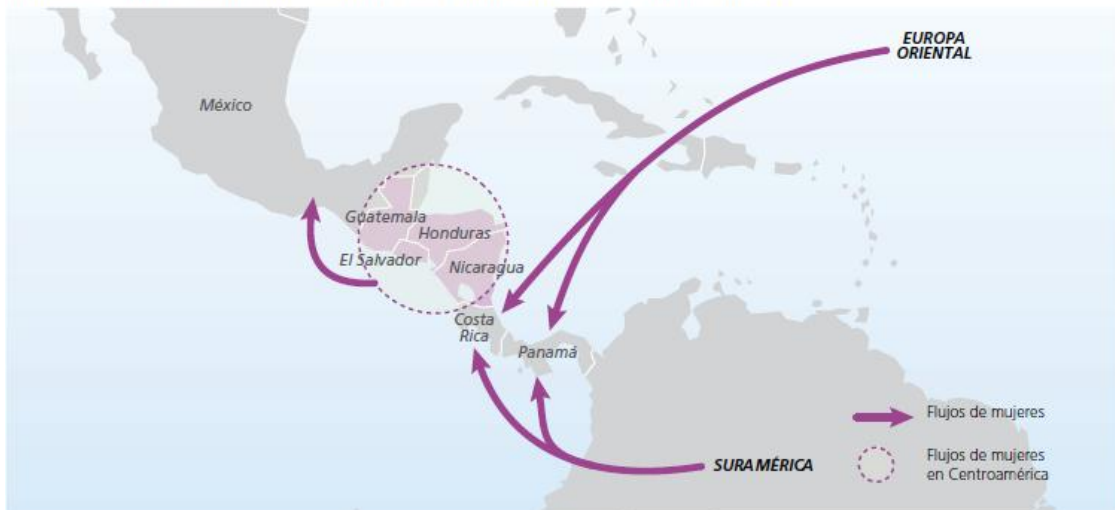 EUROPA
ORIENTAL
México
Guatemala
Honduras
El Salvador
Nicaragua
Costa
Rica
Panamá
Flujos de mujeres
SURAMÉRICA
Flujos de mujeres
en Centroamérica